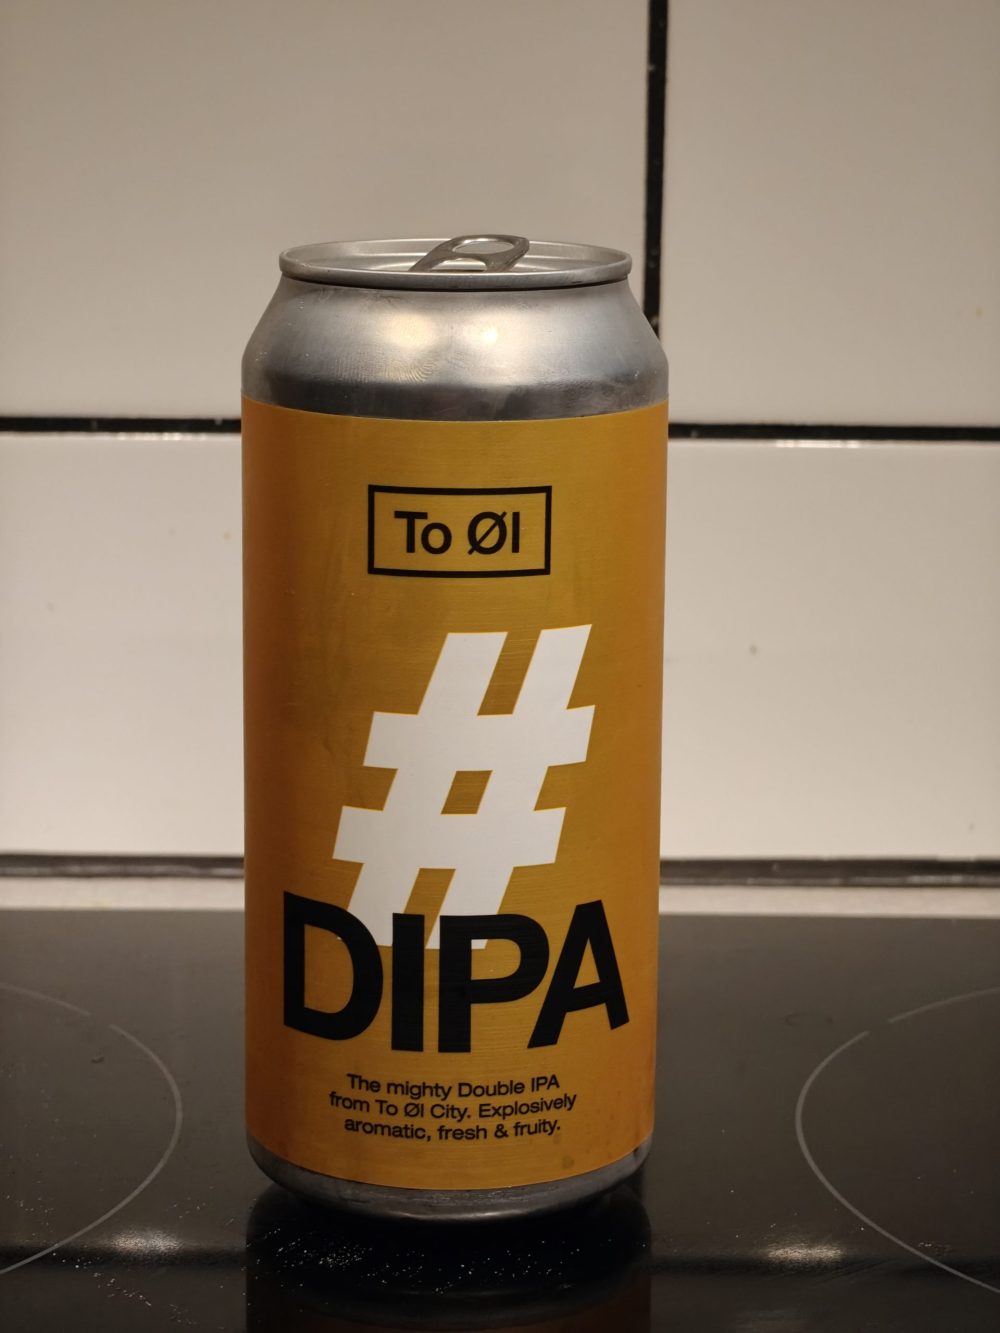 To Øl
#
DIPA
The mighty Double IPA
from To Øl City. Explosively
aromatic, fresh & fruity.